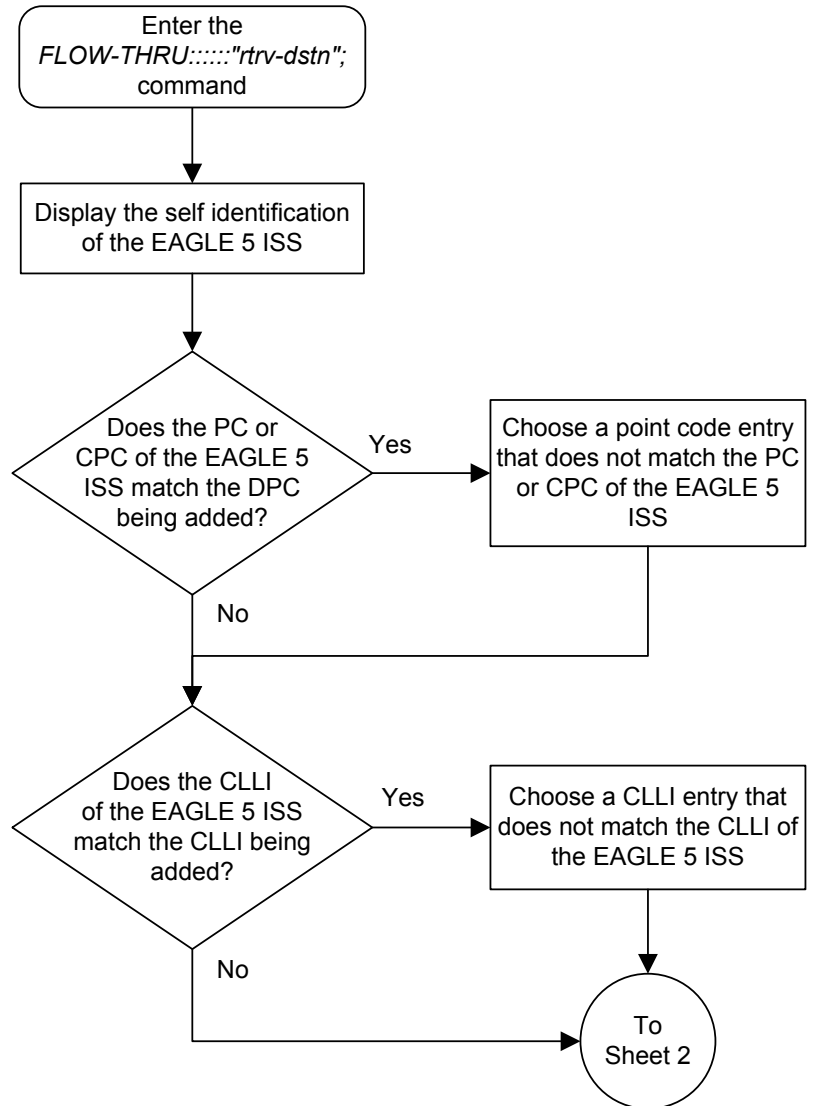 Enter the
FLOW-THRU::::::"rtrv-dstn";
command
Display the self identification
of the EAGLE 5 ISS
Does the PC or
CPC of the EAGLE 5
ISS match the DPC
being added?
Yes
Choose a point code entry
that does not match the PC
or CPC of the EAGLE 5
ISS
No
Does the CLLI
of the EAGLE 5 ISS
match the CLLI being
added?
Yes
Choose a CLLI entry that
does not match the CLLI of
the EAGLE 5 ISS
No
To
Sheet 2